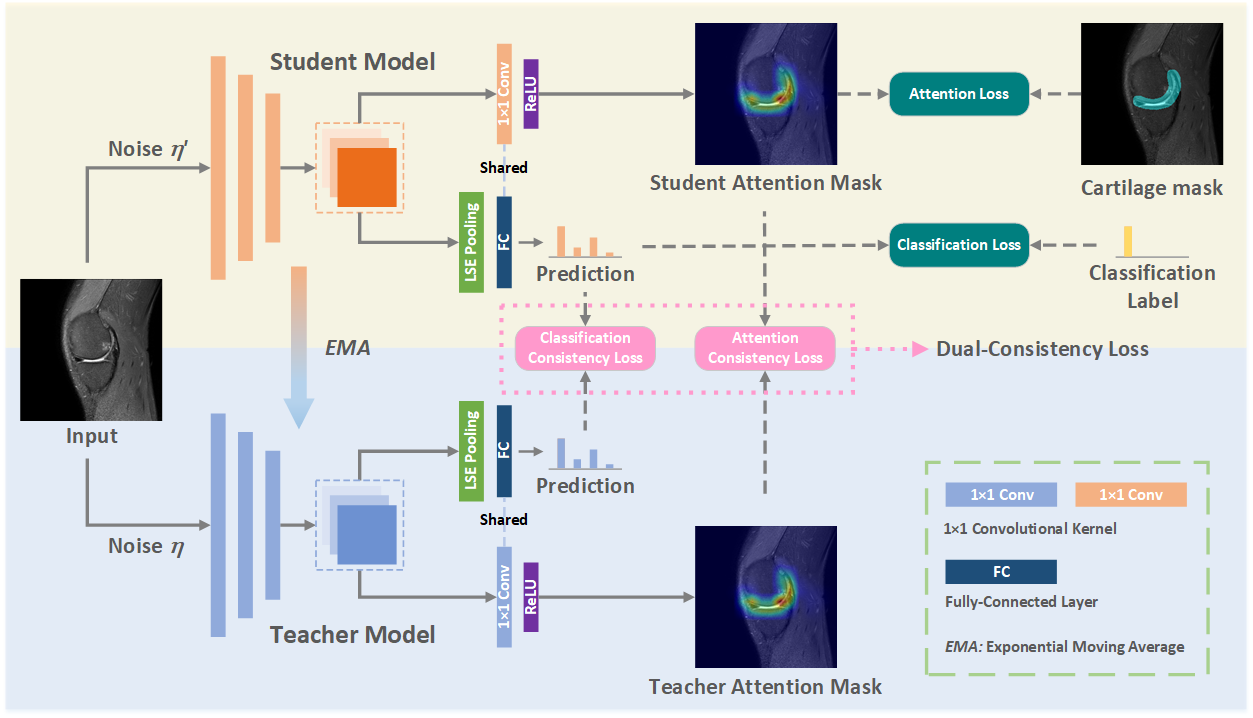 Student Model
Noise η′
1×1 Conv
ReLU
Shared
LSE Pooling
FC
Prediction
Student Attention Mask
Attention Loss
Cartilage mask
Classification Loss
Classification
Label
Input
EMA
Classification
Consistency Loss
Attention
Consistency Loss
Dual-Consistency Loss
LSE Pooling
FC
Prediction
Shared
Noise η
1×1 Conv
ReLU
Teacher Model
Teacher Attention Mask
1×1 Conv
1×1 Conv
1×1 Convolutional Kernel
FC
Fully-Connected Layer
EMA: Exponential Moving Average